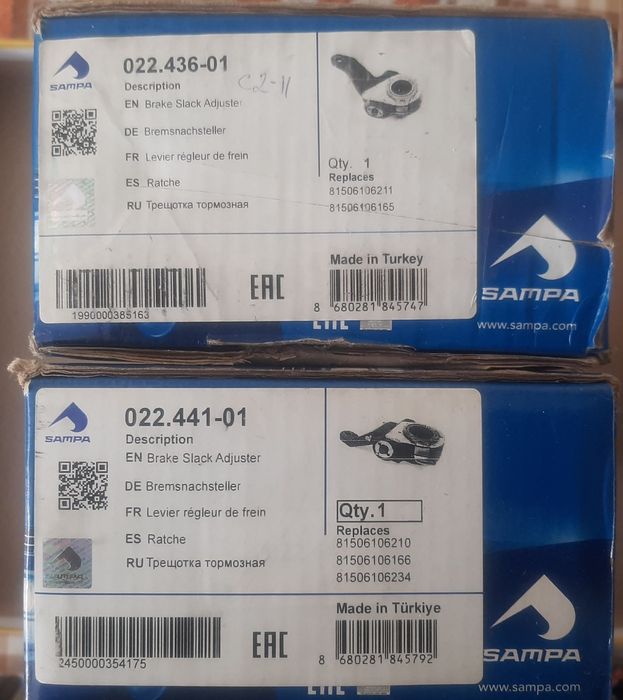 SAMPA
022.436-01
C2-11
Description
EN Brake Slack Adjuster
DE Bremsnachsteller
FR Levier régleur de frein
ES Ratche
RU Трещотка тормозная
Qty. 1
Replaces
81506106211
81506106165
Made in Turkey
1990000385163
EAC
8 680281 845747
SAMPA
www.sampa.com
SAMPA
022.441-01
Description
EN Brake Slack Adjuster
DE Bremsnachsteller
FR Levier régleur de frein
ES Ratche
RU Трещотка тормозная
Qty.1
Replaces
81506106210
81506106166
81506106234
Made in Türkiye
2450000354175
EAC
8 680281 845792
SAMPA
www.sampa.com